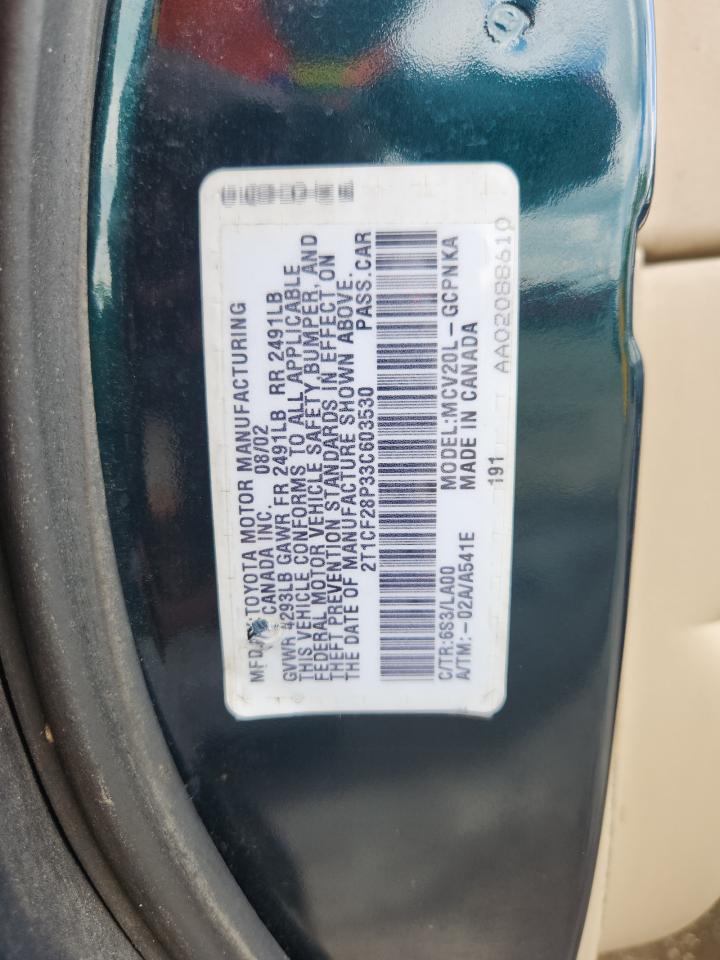 MFD. BY: TOYOTA MOTOR MANUFACTURING
CANADA INC. 08/02
GVWR 4293LB GAWR FR 2491LB RR 2491LB
THIS VEHICLE CONFORMS TO ALL APPLICABLE
FEDERAL MOTOR VEHICLE SAFETY, BUMPER, AND
THEFT PREVENTION STANDARDS IN EFFECT ON
THE DATE OF MANUFACTURE SHOWN ABOVE.
2T1CF28P33C603530 PASS. CAR
C/TR:6S3/LA00 MODEL:MCV20L-GCPNKA
A/TM:-02A/A541E MADE IN CANADA
191
AA02088610